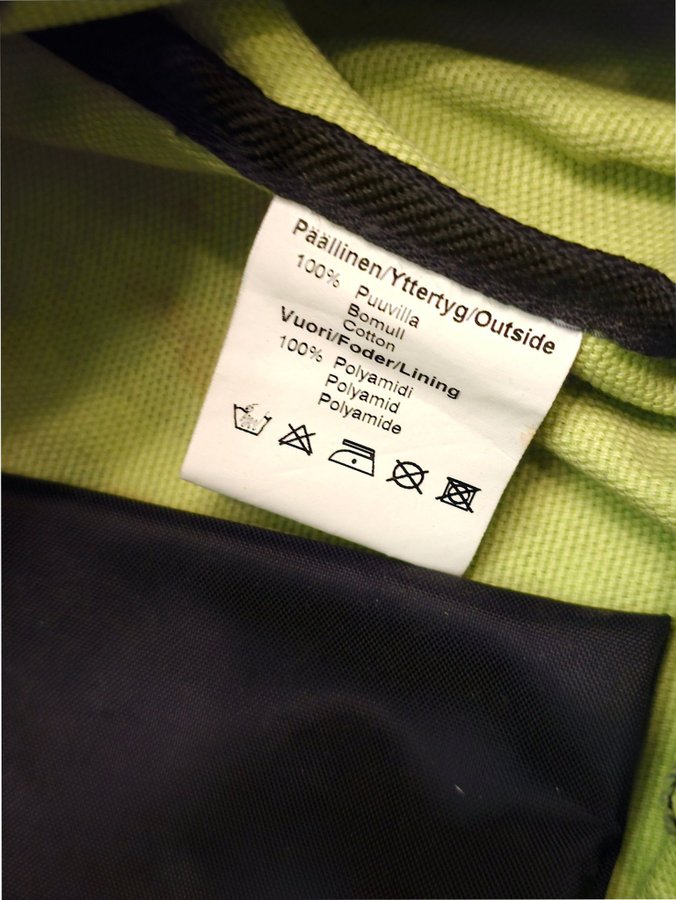 Päällinen/Yttertyg/Outside
100% Puuvilla
Bomull
Cotton
Vuori/Foder/Lining
100% Polyamidi
Polyamid
Polyamide